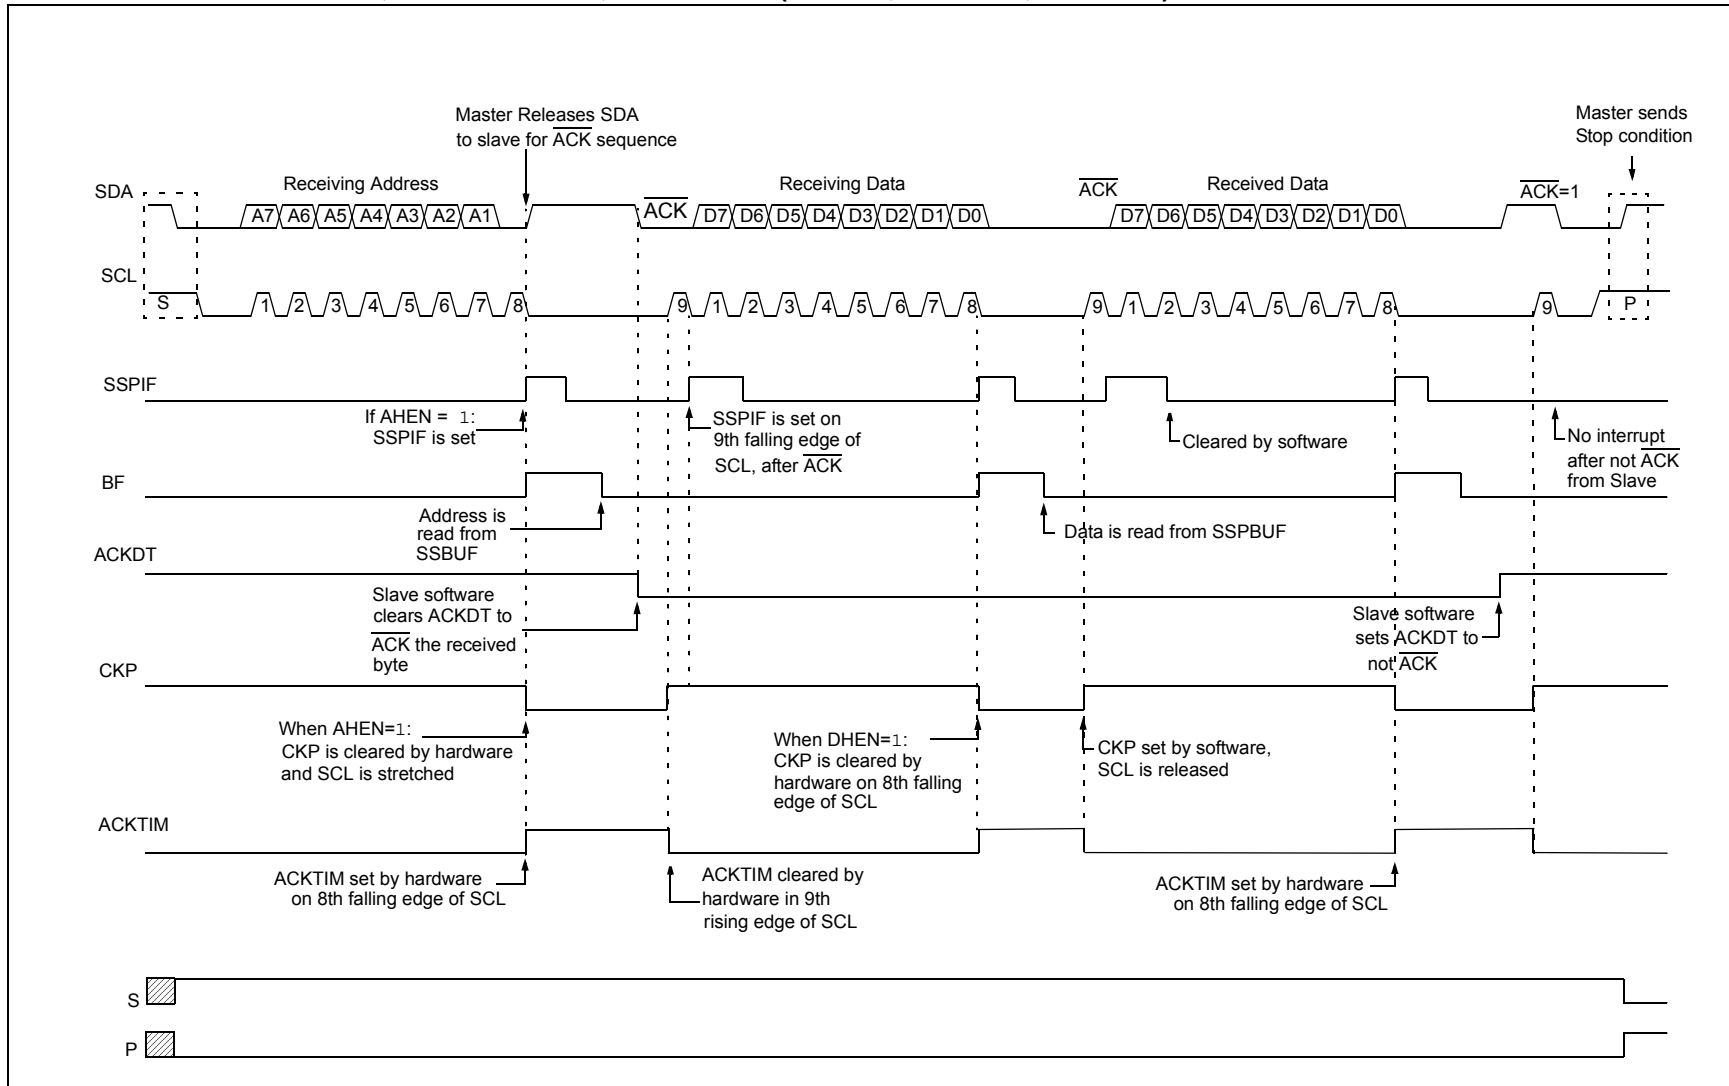 Master Releases SDA
to slave for ACK sequence
Master sends
Stop condition
SDA
Receiving Address
ACK
Receiving Data
ACK
Received Data
ACK=1
A7 A6 A5 A4 A3 A2 A1
D7 D6 D5 D4 D3 D2 D1 D0
D7 D6 D5 D4 D3 D2 D1 D0
SCL
S
1 2 3 4 5 6 7 8
9 1 2 3 4 5 6 7 8
9 1 2 3 4 5 6 7 8
9
P
SSPIF
If AHEN = 1:
SSPIF is set
SSPIF is set on
9th falling edge of
SCL, after ACK
Cleared by software
No interrupt
after not ACK
from Slave
BF
Address is
read from
SSBUF
Data is read from SSPBUF
ACKDT
Slave software
clears ACKDT to
ACK the received
byte
Slave software
sets ACKDT to
not ACK
CKP
When AHEN=1:
CKP is cleared by hardware
and SCL is stretched
When DHEN=1:
CKP is cleared by
hardware on 8th falling
edge of SCL
CKP set by software,
SCL is released
ACKTIM
ACKTIM set by hardware
on 8th falling edge of SCL
ACKTIM cleared by
hardware in 9th
rising edge of SCL
ACKTIM set by hardware
on 8th falling edge of SCL
S
P